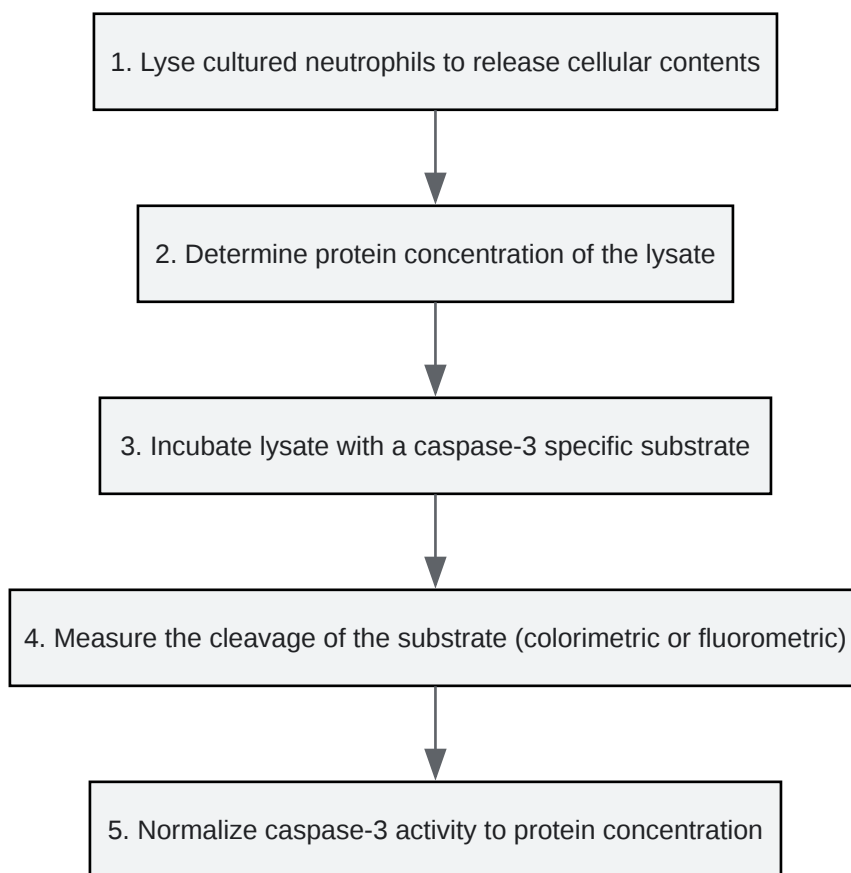 1. Lyse cultured neutrophils to release cellular contents
2. Determine protein concentration of the lysate
3. Incubate lysate with a caspase-3 specific substrate
4. Measure the cleavage of the substrate (colorimetric or fluorometric)
5. Normalize caspase-3 activity to protein concentration